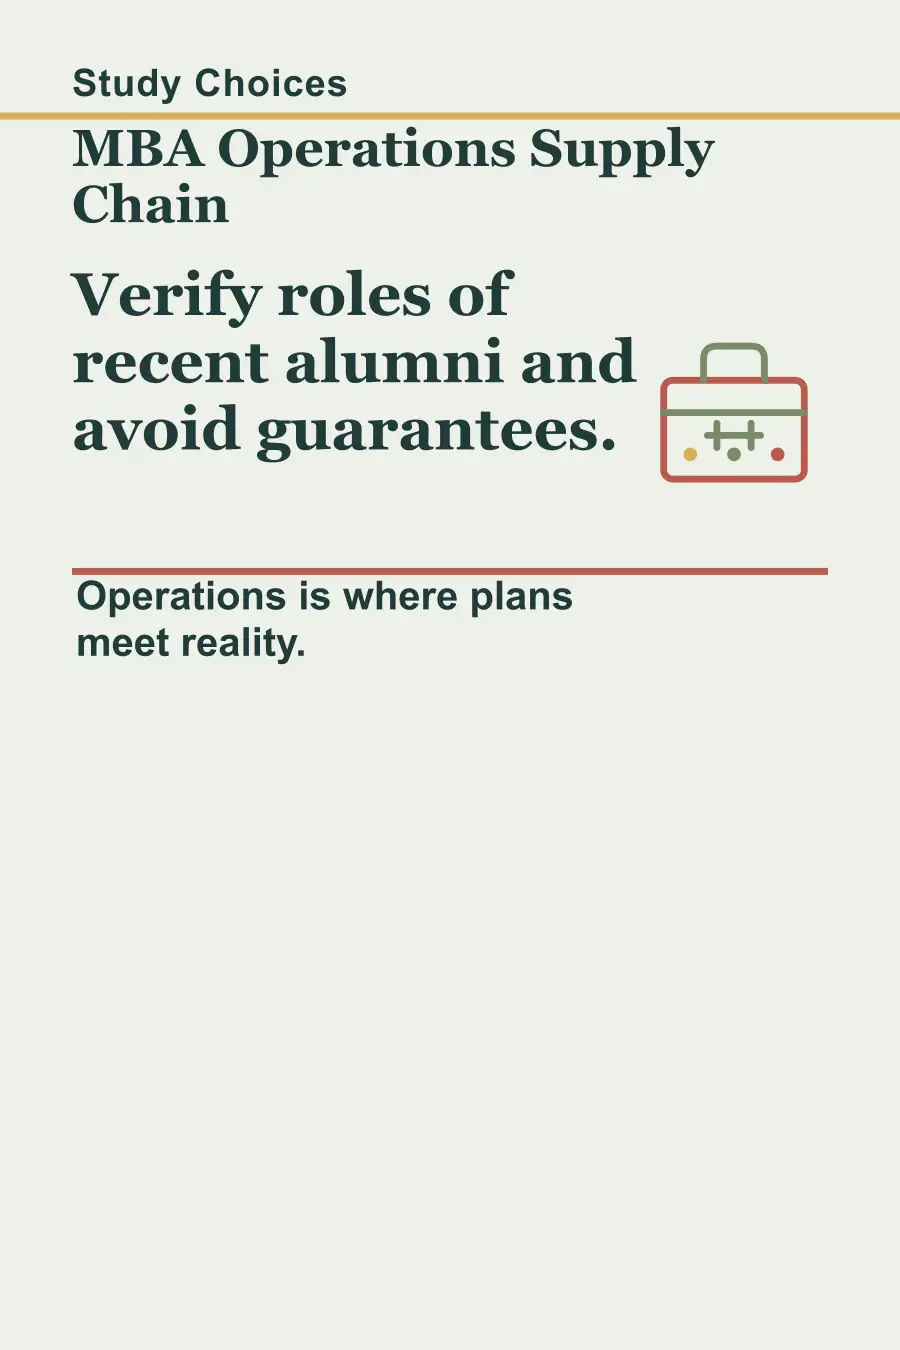 Study Choices
MBA Operations Supply
Chain
Verify roles of
recent alumni and
avoid guarantees.
Operations is where plans
meet reality.